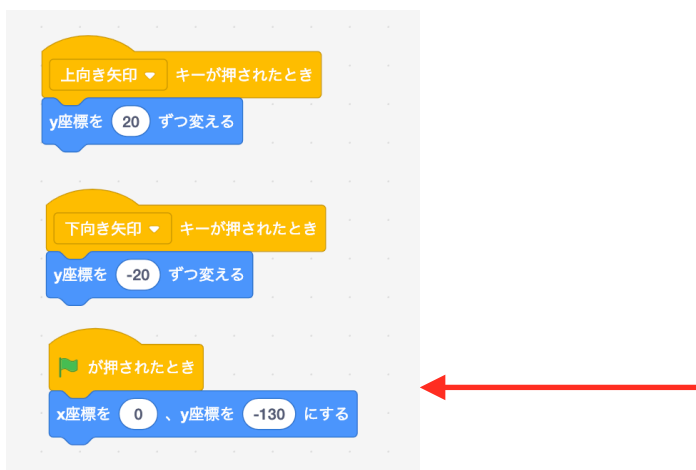 上向き矢印 キーが押されたとき
y座標を 20 ずつ変える
下向き矢印 キーが押されたとき
y座標を -20 ずつ変える
が押されたとき
x座標を 0 、y座標を -130 にする